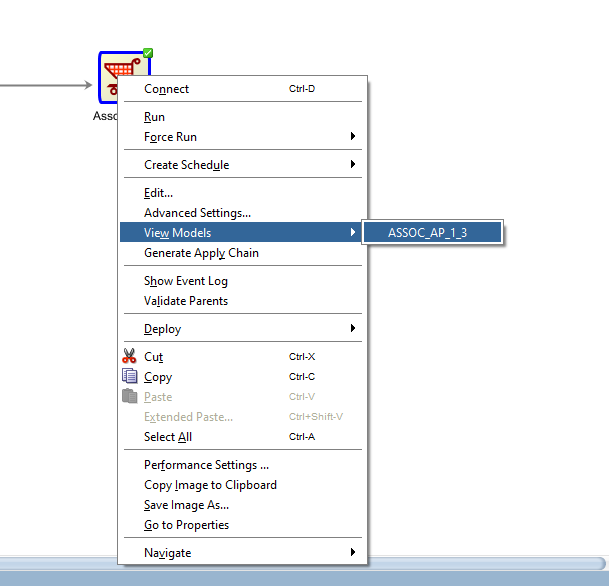 Assoc
Connect Ctrl-D
Run
Force Run
Create Schedule
Edit...
Advanced Settings...
View Models ASSOC_AP_1_3
Generate Apply Chain
Show Event Log
Validate Parents
Deploy
Cut Ctrl-X
Copy Ctrl-C
Paste Ctrl-V
Extended Paste... Ctrl+Shift-V
Select All Ctrl-A
Performance Settings ...
Copy Image to Clipboard
Save Image As...
Go to Properties
Navigate